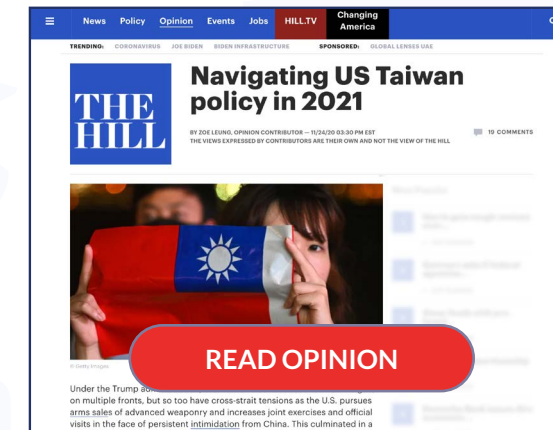 News Policy Opinion Events Jobs HILL.TV Changing America
TRENDING: CORONAVIRUS JOE BIDEN BIDEN INFRASTRUCTURE SPONSORED: GLOBAL LENSES UAE
THE HILL
Navigating US Taiwan
policy in 2021
BY ZOE LEUNG, OPINION CONTRIBUTOR — 11/24/20 03:30 PM EST
THE VIEWS EXPRESSED BY CONTRIBUTORS ARE THEIR OWN AND NOT THE VIEW OF THE HILL
19 COMMENTS
© Getty Images
READ OPINION
Under the Trump
on multiple fronts, but so too have cross-strait tensions as the U.S. pursues
arms sales of advanced weaponry and increases joint exercises and official
visits in the face of persistent intimidation from China. This culminated in a